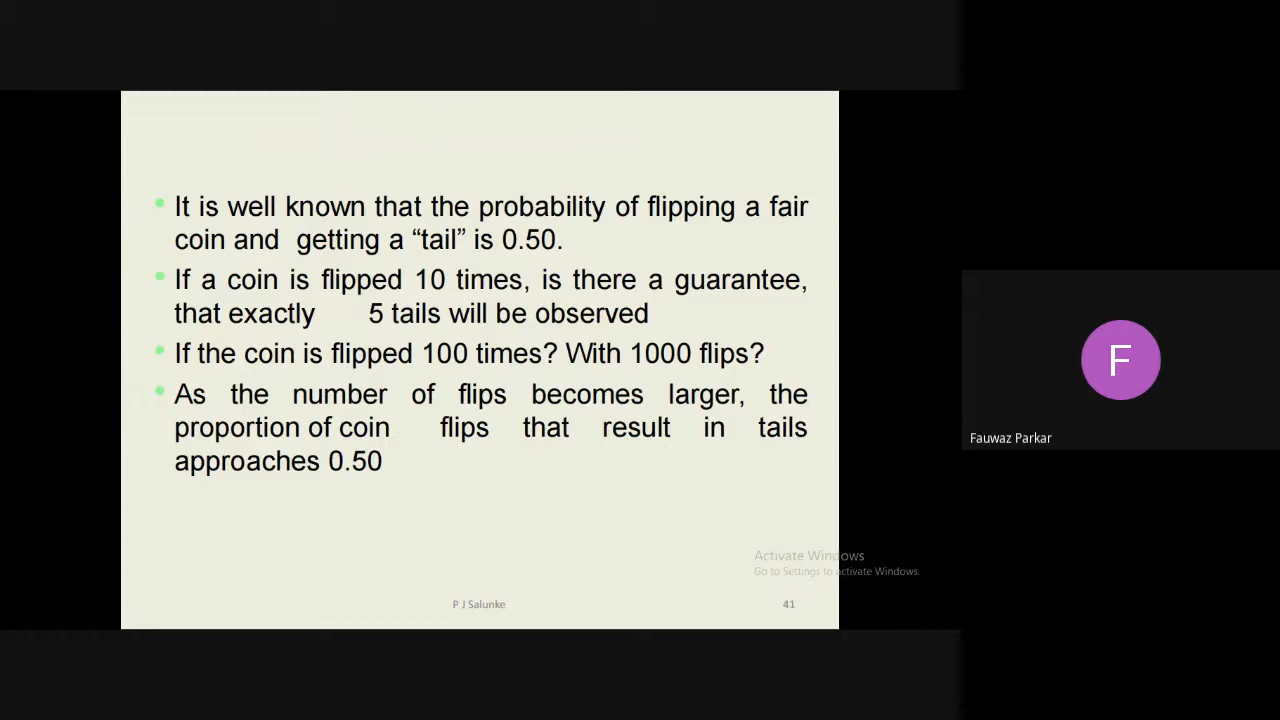 It is well known that the probability of flipping a fair
coin and getting a “tail” is 0.50.
If a coin is flipped 10 times, is there a guarantee,
that exactly 5 tails will be observed
If the coin is flipped 100 times? With 1000 flips?
As the number of flips becomes larger, the
proportion of coin flips that result in tails
approaches 0.50
Activate Windows
Go to Settings to activate Windows.
P J Salunke
41
F
Fauwaz Parkar